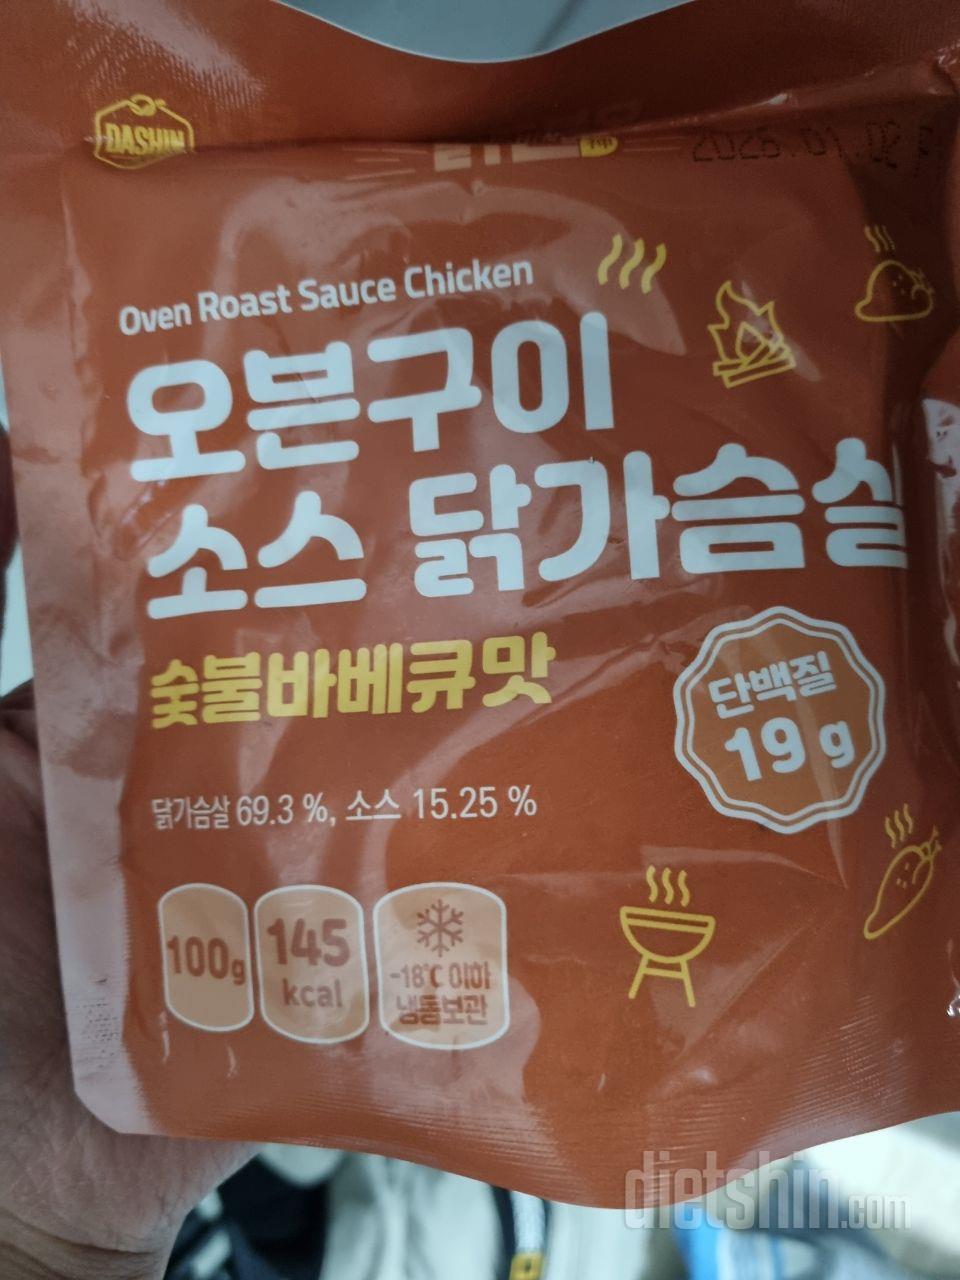 DASHIN
Oven Roast Sauce Chicken
오븐구이
소스 닭가슴살
숯불바베큐맛
단백질
19 g
닭가슴살 69.3 %, 소스 15.25 %
100g
145
kcal
-18℃ 이하
냉동보관
dietshin.com